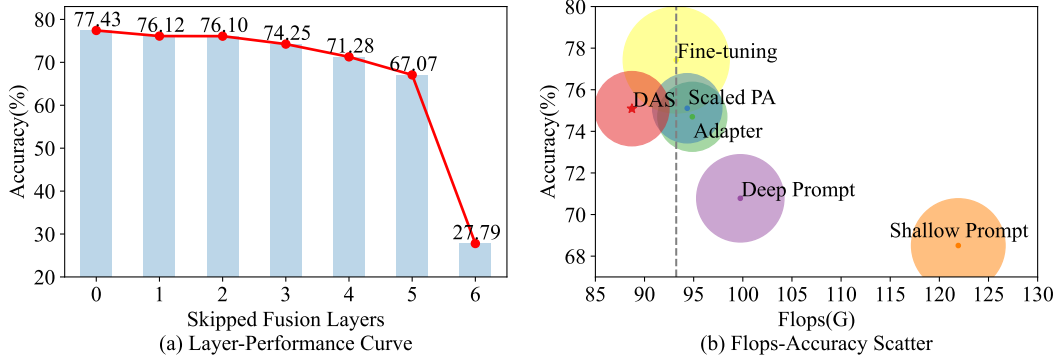 77.43
76.12
76.10
74.25
71.28
67.07
27.79
80
70
60
50
40
30
20
Accuracy(%)
0 1 2 3 4 5 6
Skipped Fusion Layers
(a) Layer-Performance Curve
80
78
76
74
72
70
68
Accuracy(%)
Fine-tuning
DAS
Scaled PA
Adapter
Deep Prompt
Shallow Prompt
85 90 95 100 105 110 115 120 125 130
Flops(G)
(b) Flops-Accuracy Scatter